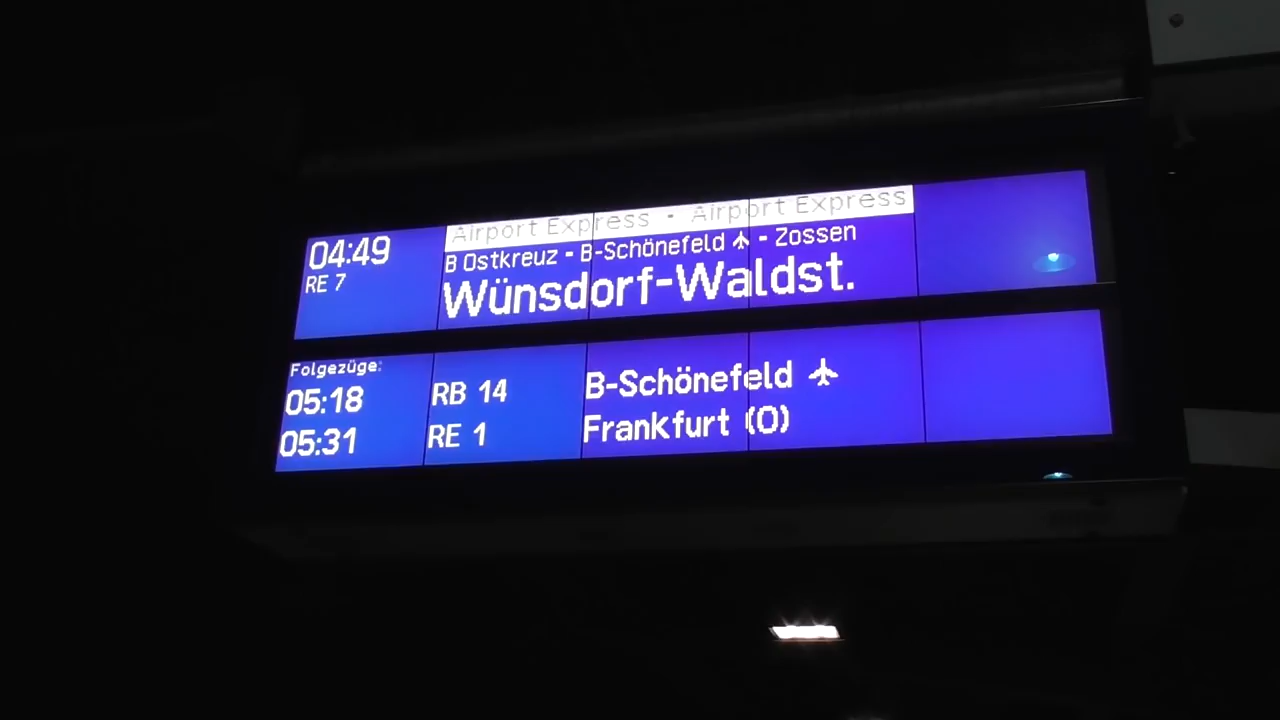 Airport Express - Airport Express
04:49 B Ostkreuz - B-Schönefeld ✈ - Zossen
RE 7 Wünsdorf-Waldst.
Folgezüge:
05:18 RB 14 B-Schönefeld ✈
05:31 RE 1 Frankfurt (O)